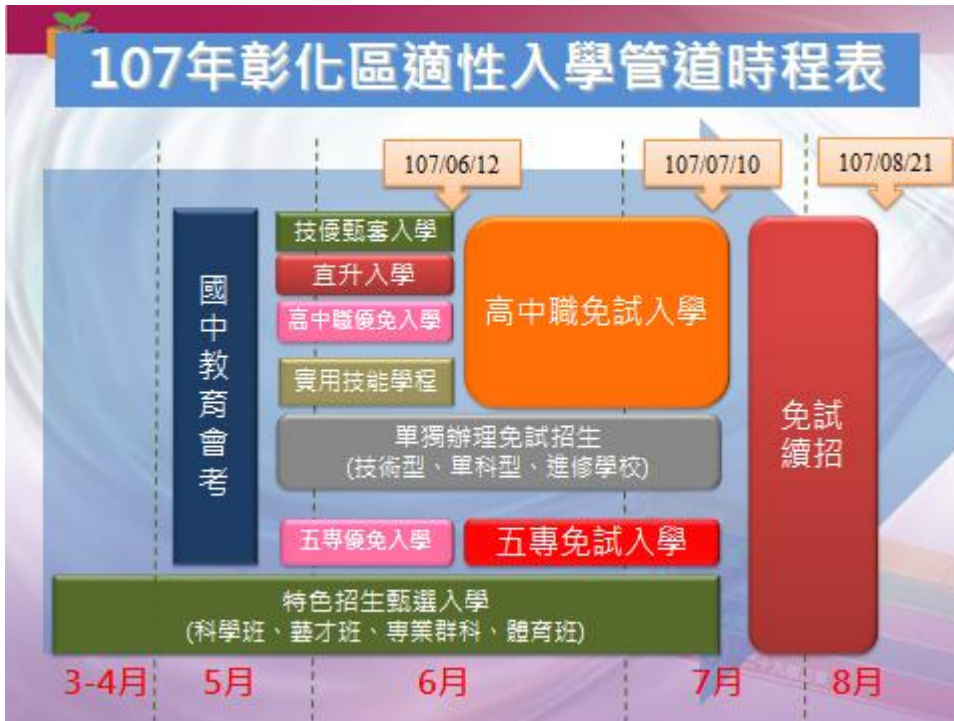 107年彰化區適性入學管道時程表
107/06/12
107/07/10
107/08/21
國中教育會考
技優甄審入學
直升入學
高中職優免入學
實用技能學程
高中職免試入學
單獨辦理免試招生
(技術型、單科型、進修學校)
五專優免入學
五專免試入學
免試
續招
特色招生甄選入學
(科學班、藝才班、專業群科、體育班)
3-4月
5月
6月
7月
8月